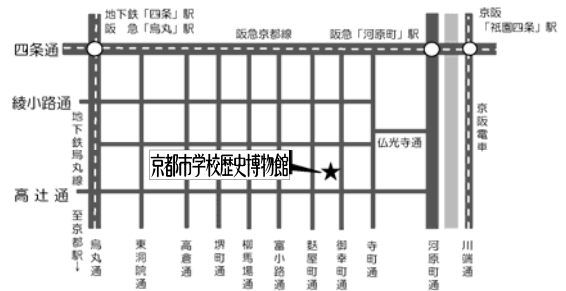 地下鉄「四条」駅
阪 急「烏丸」駅
阪急京都線
阪急「河原町」駅
京阪
「祇園四条」駅
四条通
綾小路通
地下鉄烏丸線
京阪電車
仏光寺通
京都市学校歴史博物館
高辻通
至京都駅↓
烏丸通
東洞院通
高倉通
堺町通
柳馬場通
富小路通
麩屋町通
御幸町通
寺町通
河原町通
川端通